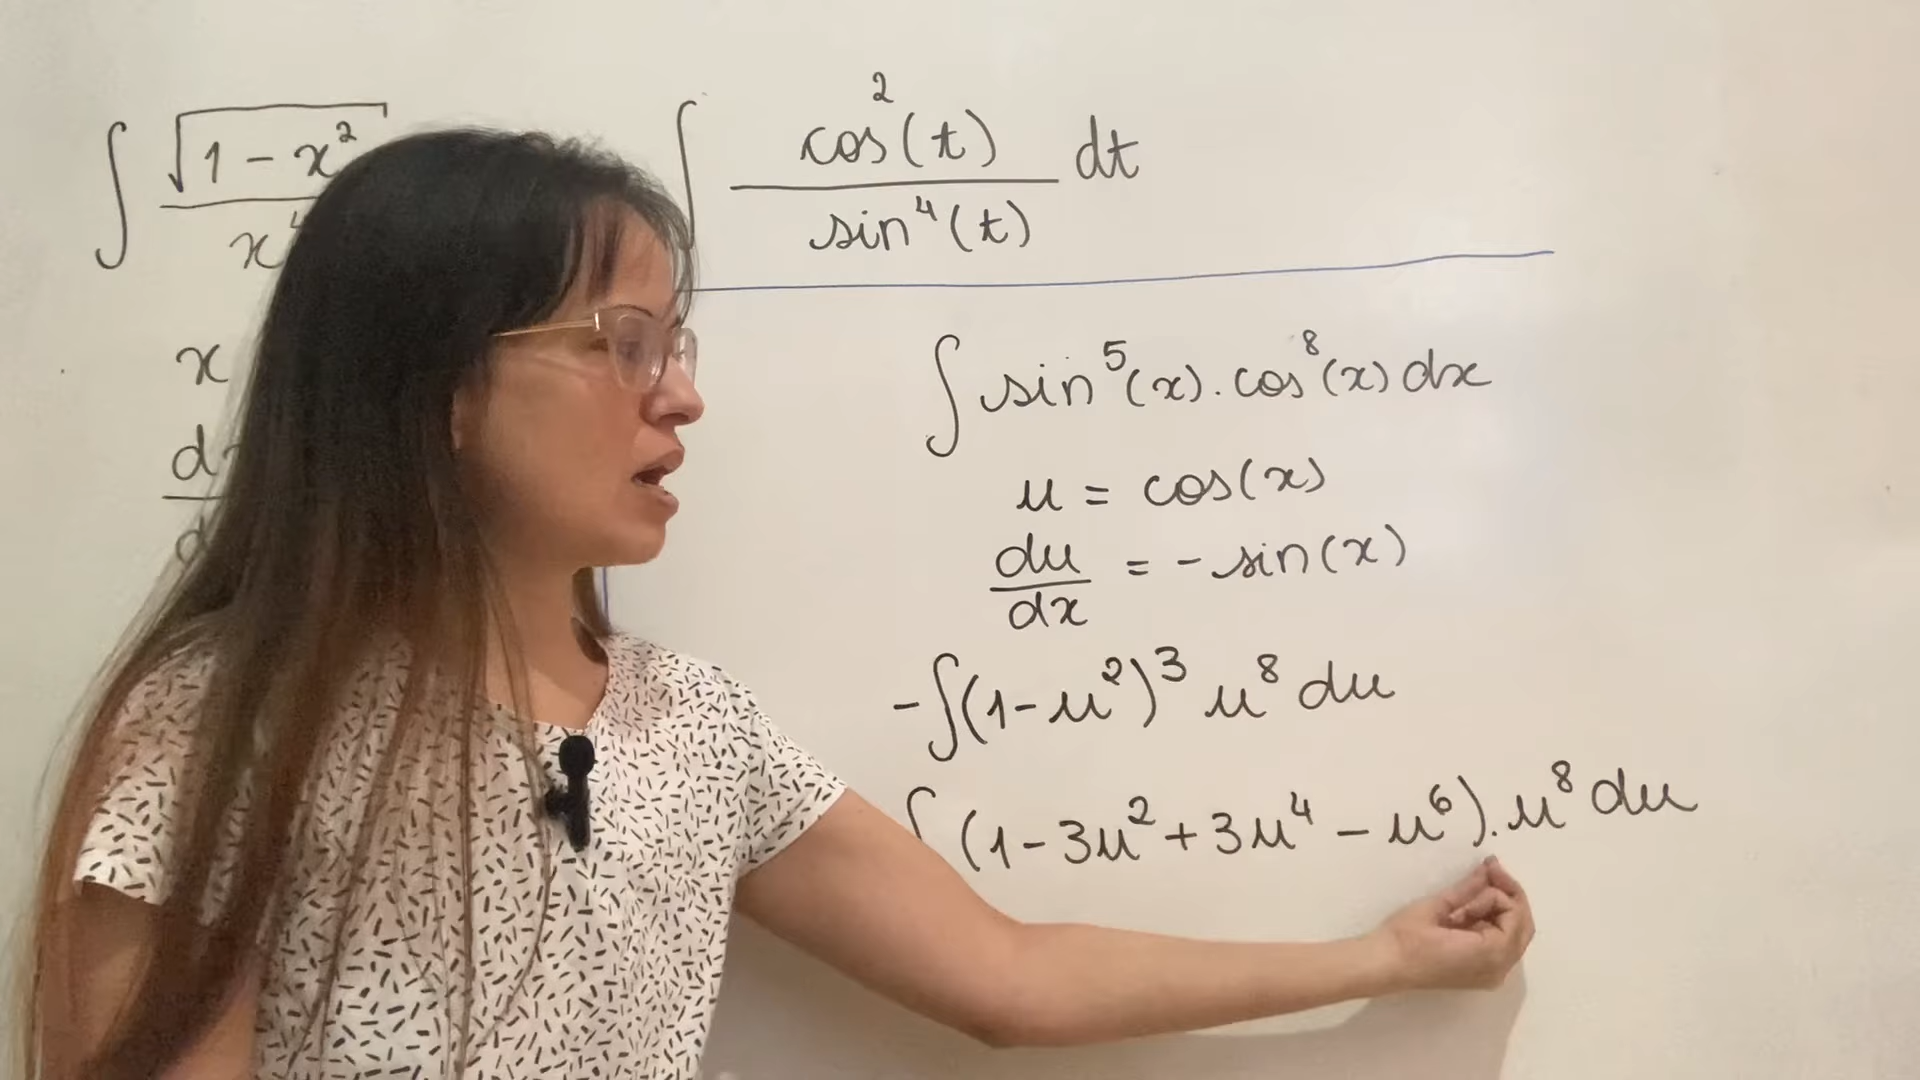 ∫ √(1 - x²) / x⁴
∫ cos²(t) / sin⁴(t) dt
x
∫ sin⁵(x) . cos⁸(x) dx
u = cos(x)
du/dx = - sin(x)
-∫(1 - u²)³ u⁸ du
∫ (1 - 3u² + 3u⁴ - u⁶) . u⁸ du